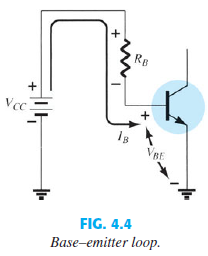 +
R_B
−
+
V_CC
−
+
I_B
V_BE
−
FIG. 4.4
Base–emitter loop.